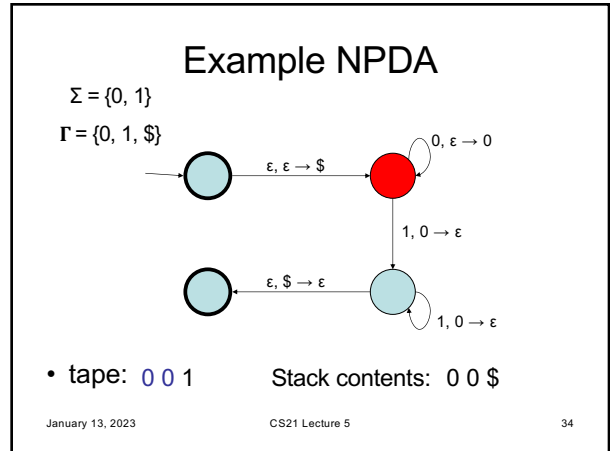 Example NPDA
Σ = {0, 1}
Γ = {0, 1, $}
ε, ε → $
0, ε → 0
1, 0 → ε
ε, $ → ε
1, 0 → ε
• tape: 0 0 1 Stack contents: 0 0 $
January 13, 2023 CS21 Lecture 5 34